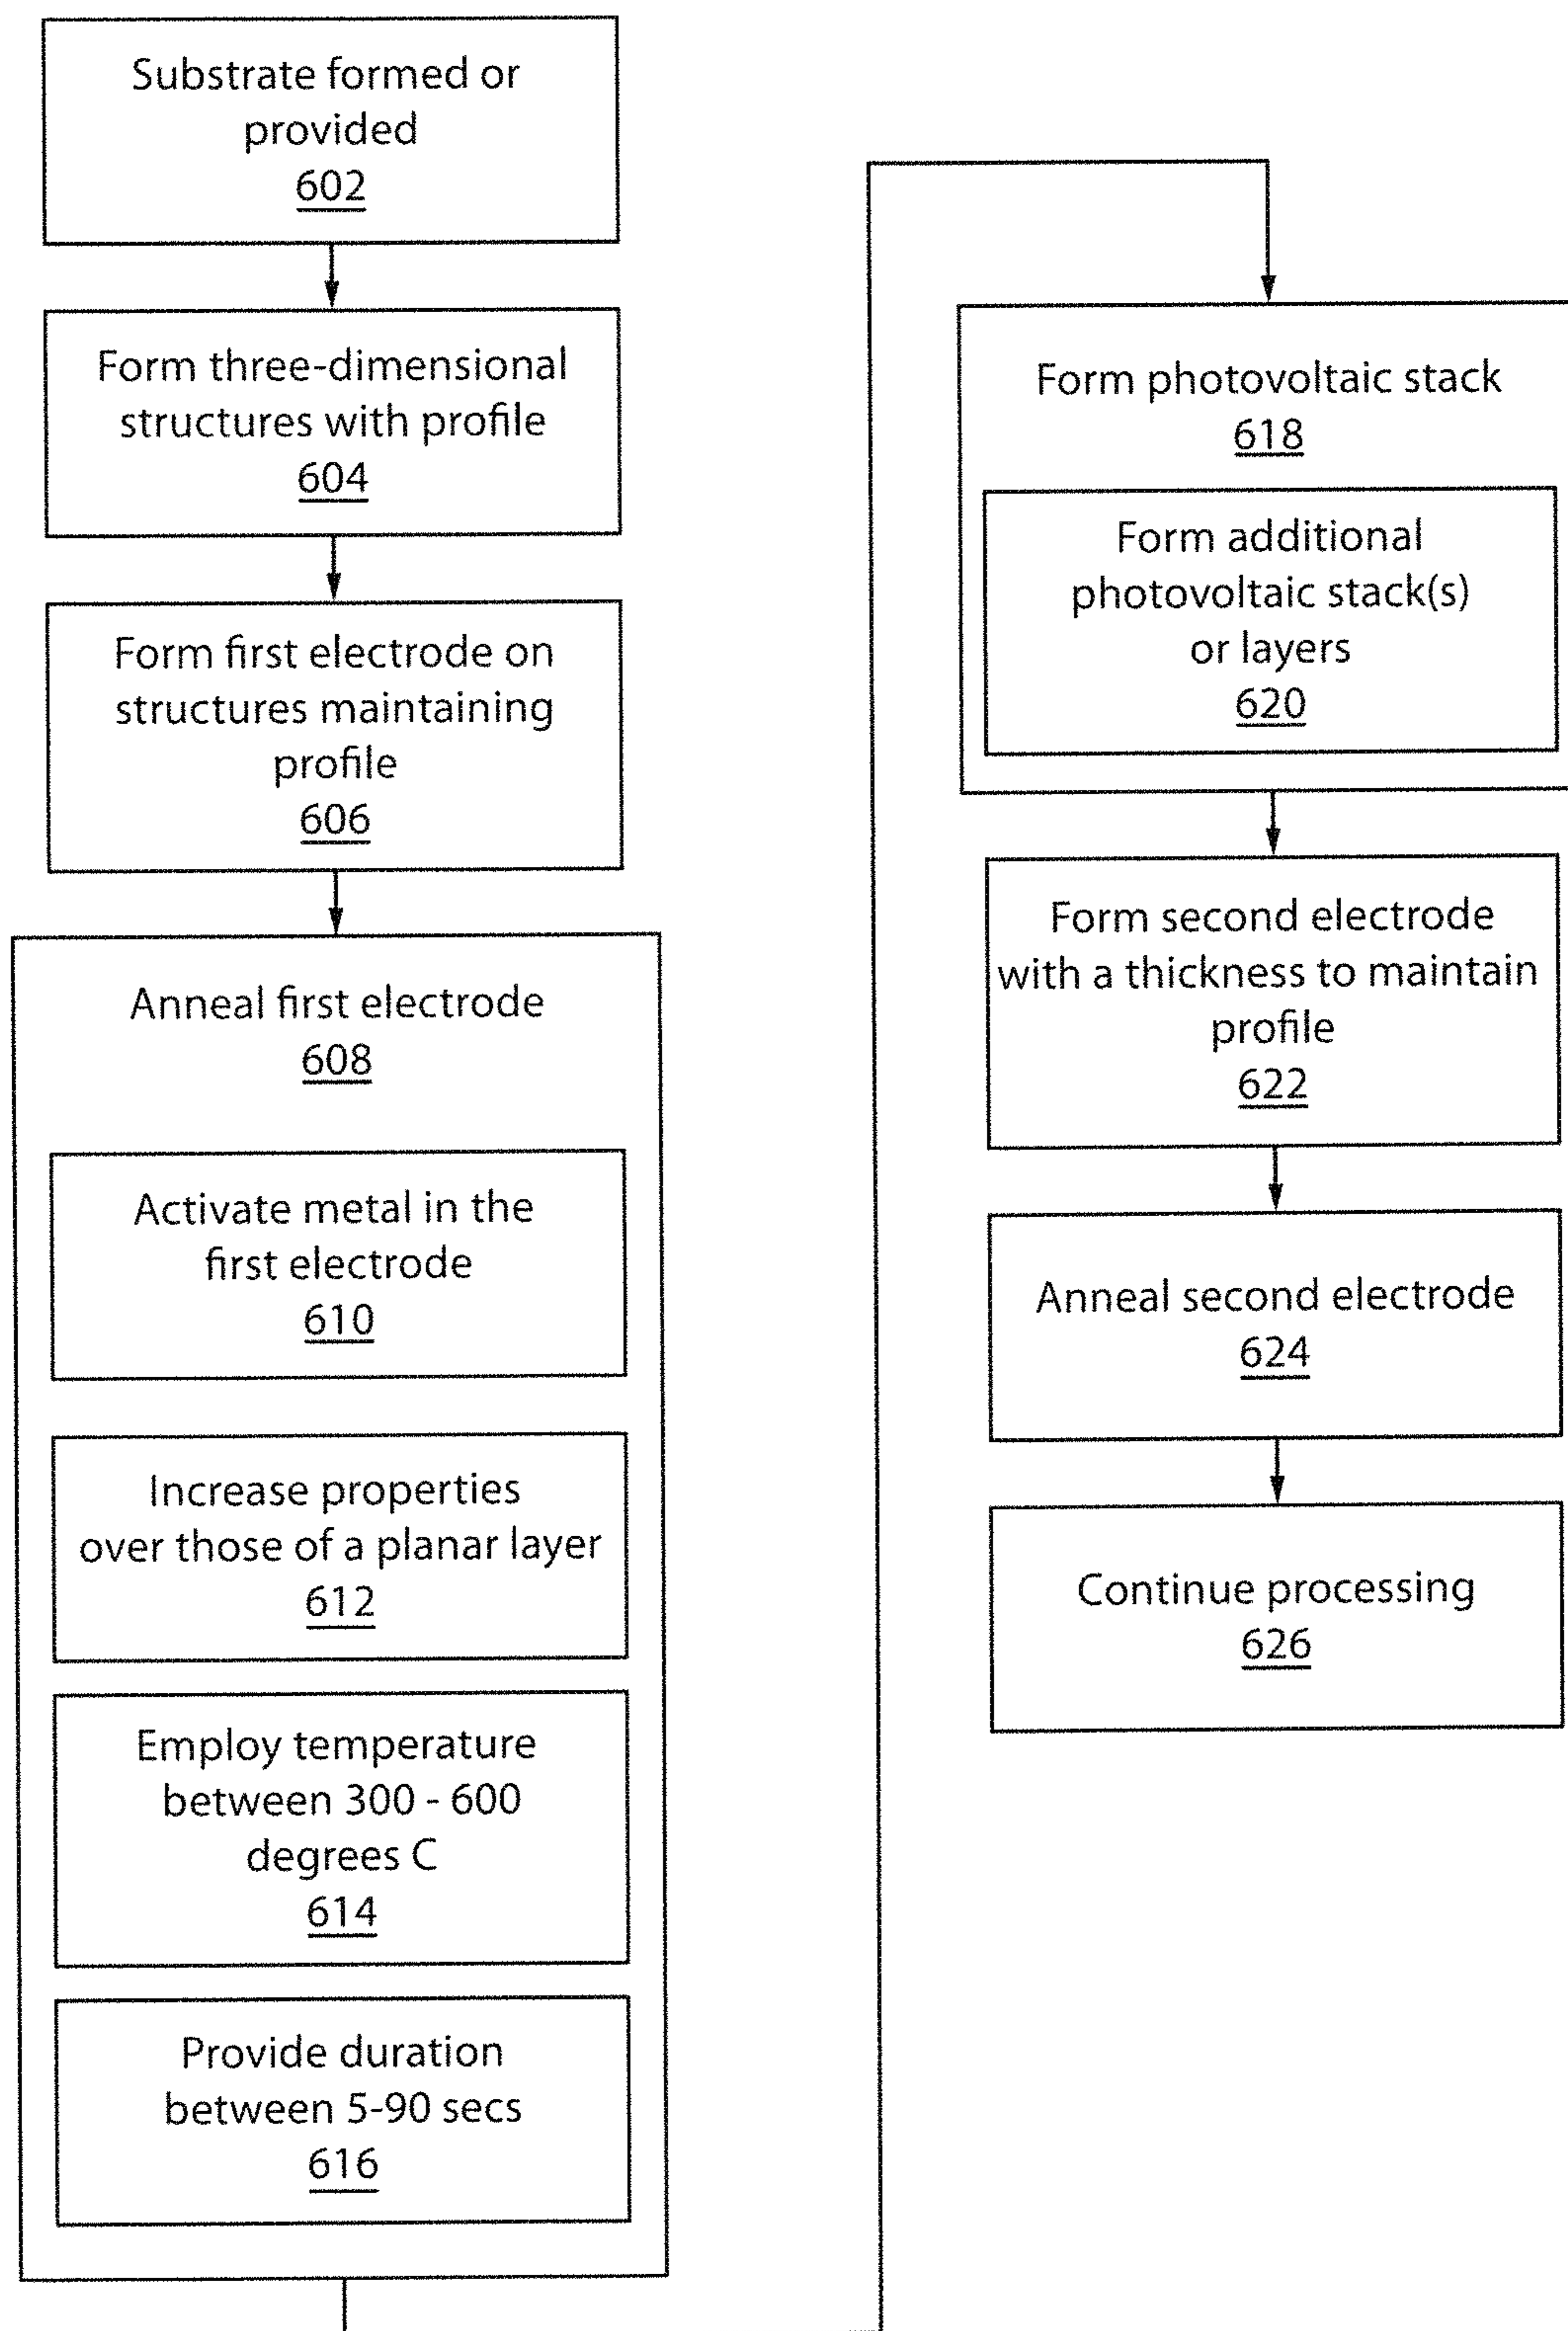 Substrate formed or
provided
602
Form three-dimensional
structures with profile
604
Form first electrode on
structures maintaining
profile
606
Anneal first electrode
608
Activate metal in the
first electrode
610
Increase properties
over those of a planar layer
612
Employ temperature
between 300 - 600
degrees C
614
Provide duration
between 5-90 secs
616
Form photovoltaic stack
618
Form additional
photovoltaic stack(s)
or layers
620
Form second electrode
with a thickness to maintain
profile
622
Anneal second electrode
624
Continue processing
626